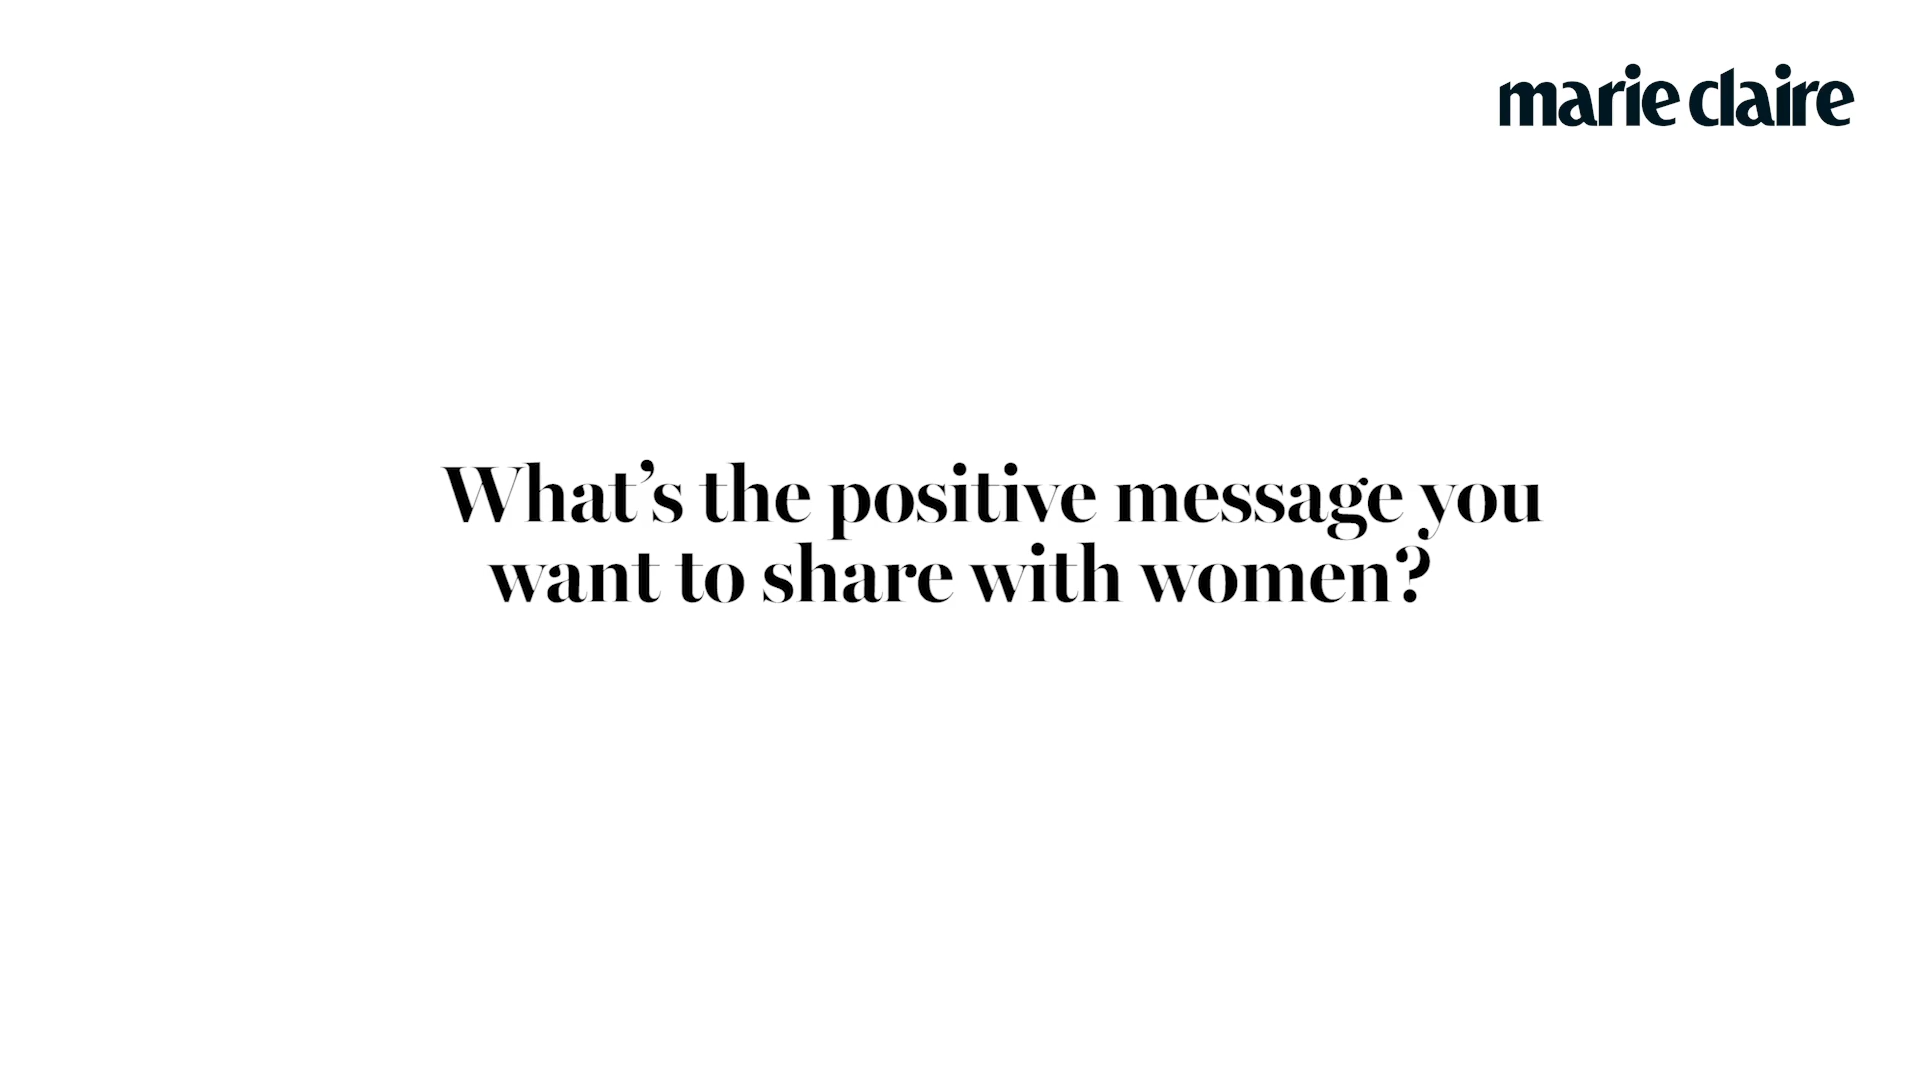 marie claire
What’s the positive message you
want to share with women?